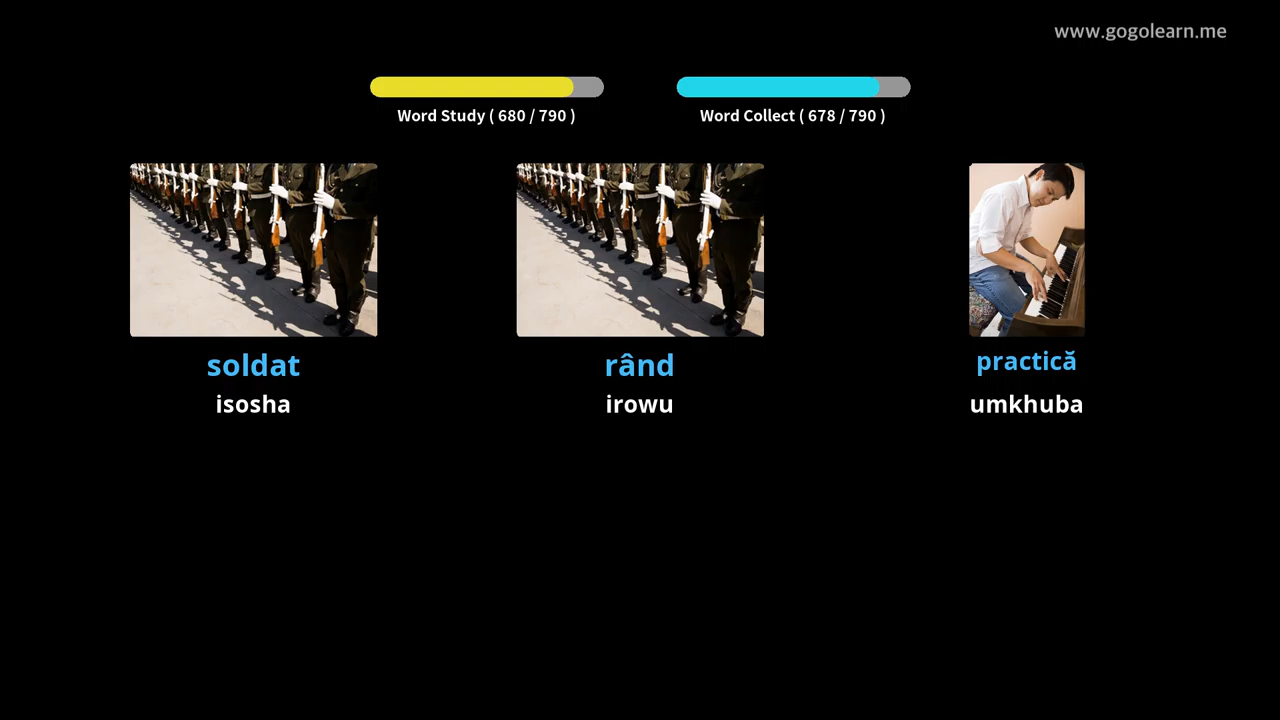 www.gogolearn.me
Word Study ( 680 / 790 )
Word Collect ( 678 / 790 )
soldat
rând
practică
isosha
irowu
umkhuba